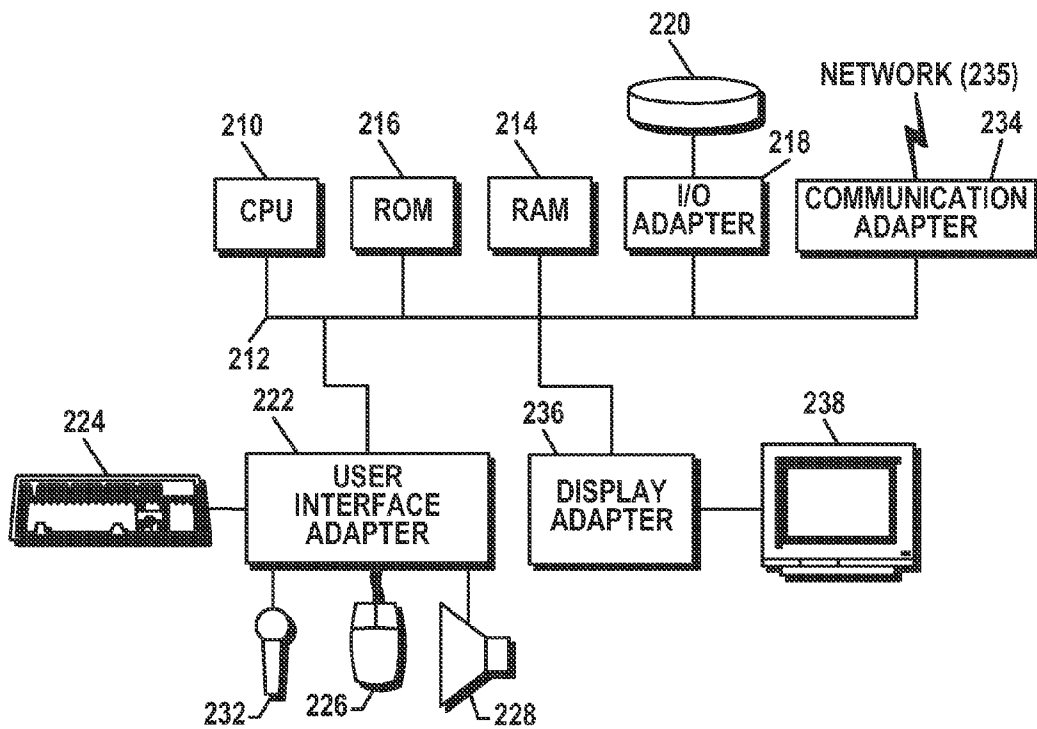 220
NETWORK (235)
210
216
214
218
234
CPU
ROM
RAM
I/O
ADAPTER
COMMUNICATION
ADAPTER
212
224
222
236
238
USER
INTERFACE
ADAPTER
DISPLAY
ADAPTER
232
226
228